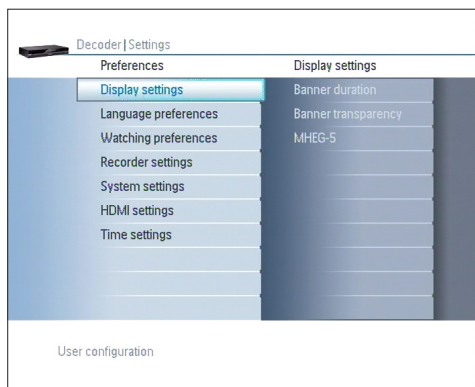 Decoder | Settings
Preferences
Display settings
Display settings
Banner duration
Language preferences
Banner transparency
Watching preferences
MHEG-5
Recorder settings
System settings
HDMI settings
Time settings
User configuration